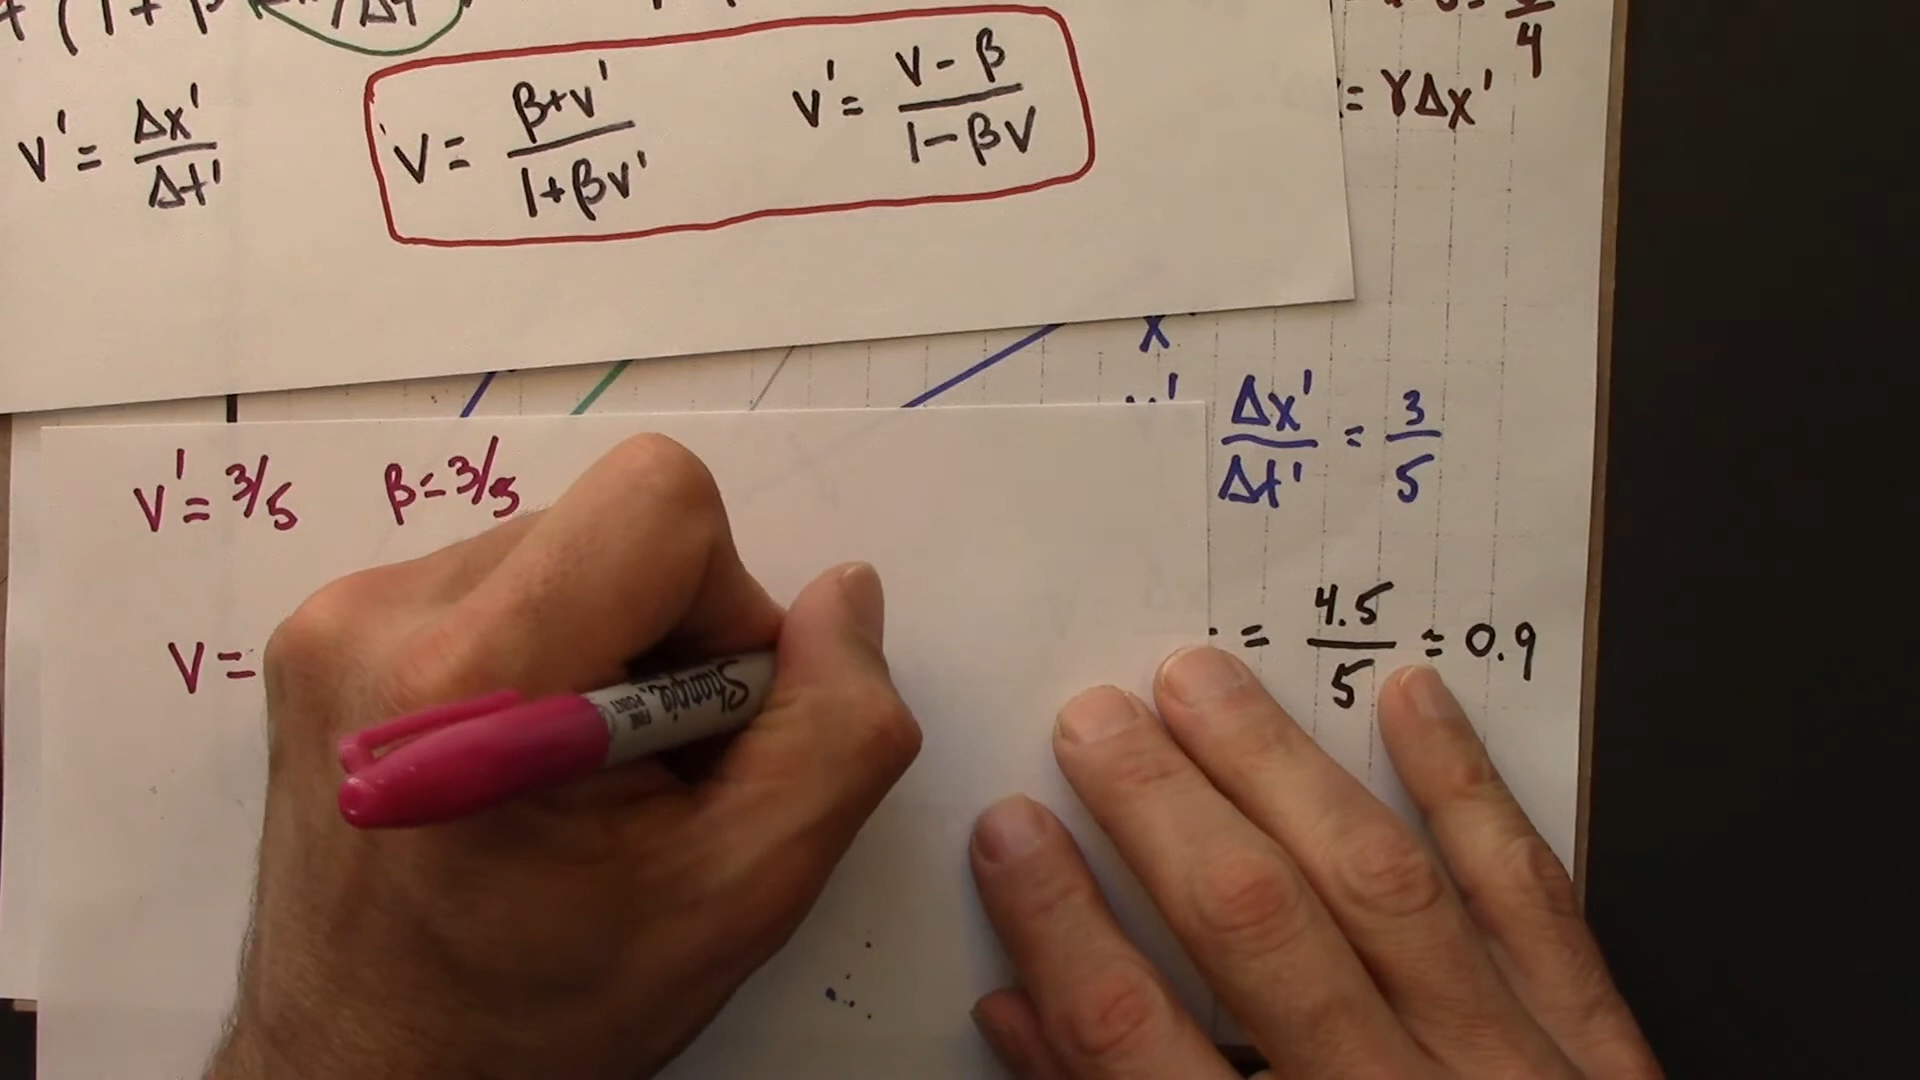 v' = Δx'/Δt'
v = (β+v')/(1+βv')
v' = (v-β)/(1-βv)
= γΔx'
x
Δx'/Δt' = 3/5
v' = 3/5 β = 3/5
v =
= 4.5/5 ≈ 0.9
Sharpie
FINE
POINT